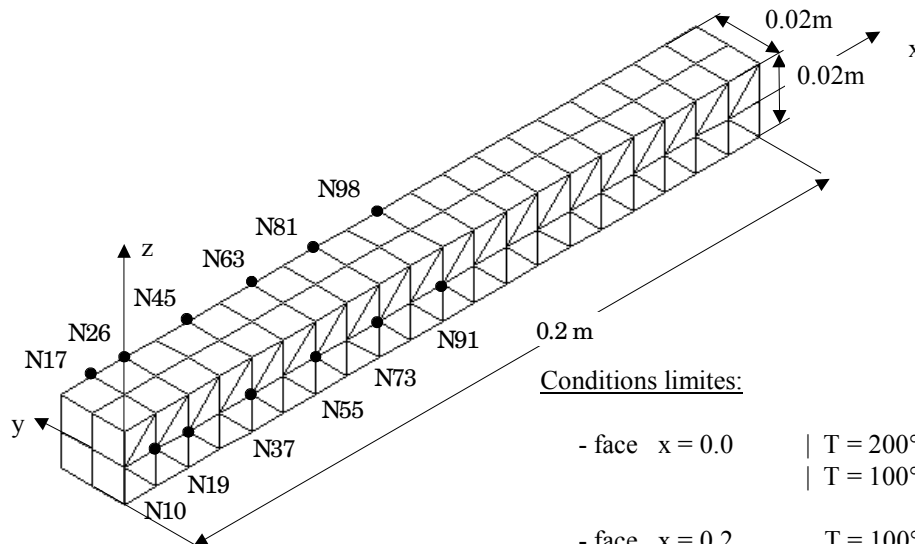 0.02m
x
0.02m
N98
N81
z
N63
N45
N26
N17
0.2 m
N91
y
N73
N55
N37
N19
N10
Conditions limites:
- face x = 0.0 | T = 200°
| T = 100°
- face x = 0.2 T = 100°